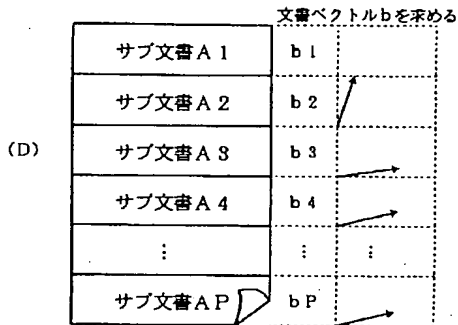 文書ベクトルbを求める
サブ文書A1 b1
サブ文書A2 b2
(D)
サブ文書A3 b3
サブ文書A4 b4
⋮ ⋮ ⋮
サブ文書AP bP